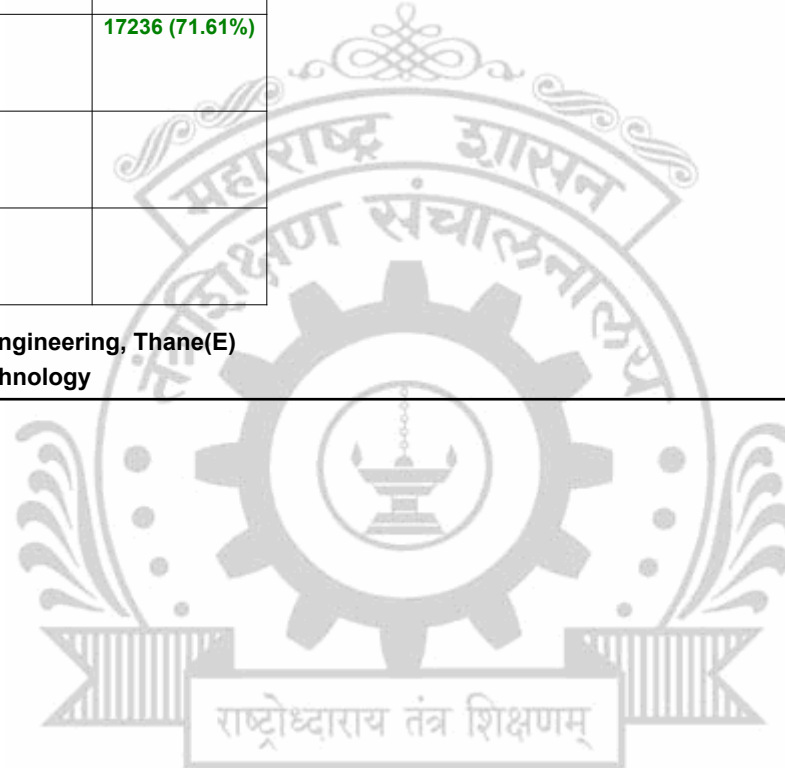 17236 (71.61%)
महाराष्ट्र शासन
तंत्रशिक्षण संचालनालय
ngineering, Thane(E)
hnology
राष्ट्रोध्दाराय तंत्र शिक्षणम्